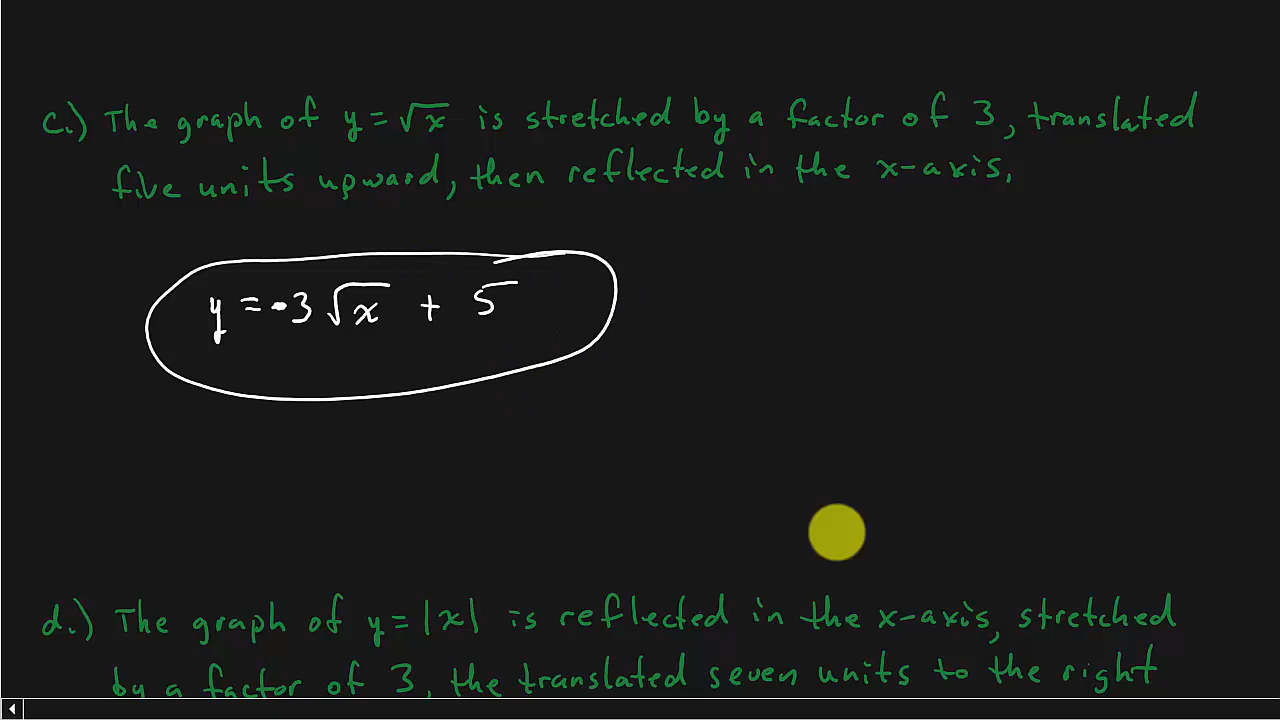 c.) The graph of y = √x is stretched by a factor of 3, translated
five units upward, then reflected in the x-axis.
y = -3√x + 5
d.) The graph of y = |x| is reflected in the x-axis, stretched
by a factor of 3, the translated seven units to the right